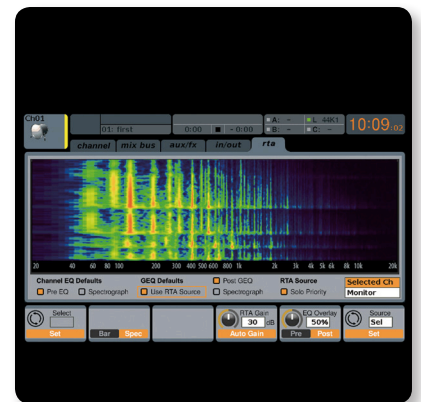 Ch01
A: - L 44K1
01: first 0:00 - 0:00 B: - C: - 10:09:02
channel mix bus aux/fx in/out rta
20 40 60 80 100 200 300 400 500 600 800 1k 2k 3k 4k 5k 6k 8k 10k 20k
Channel EQ Defaults GEQ Defaults Post GEQ RTA Source Selected Ch
Pre EQ Spectrograph Use RTA Source Spectrograph Solo Priority Monitor
Select RTA Gain EQ Overlay Source
30 dB 50% Sel
Set Bar Spec Auto Gain Pre Post Set